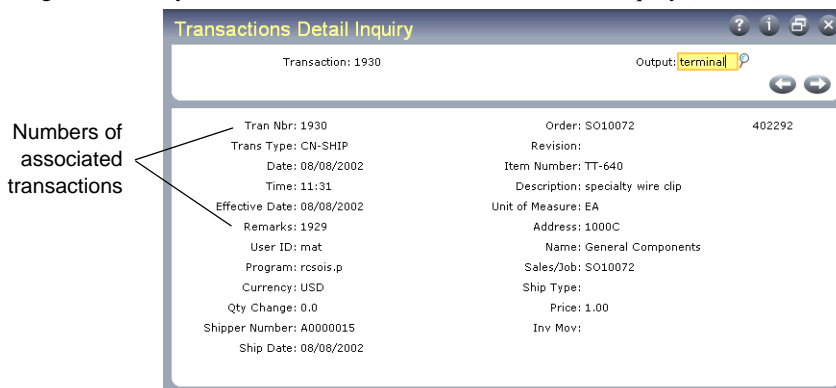 Transactions Detail Inquiry
Transaction: 1930 Output: terminal
Numbers of
associated
transactions
Tran Nbr: 1930 Order: SO10072 402292
Trans Type: CN-SHIP Revision:
Date: 08/08/2002 Item Number: TT-640
Time: 11:31 Description: specialty wire clip
Effective Date: 08/08/2002 Unit of Measure: EA
Remarks: 1929 Address: 1000C
User ID: mat Name: General Components
Program: rcsois.p Sales/Job: SO10072
Currency: USD Ship Type:
Qty Change: 0.0 Price: 1.00
Shipper Number: A0000015 Inv Mov:
Ship Date: 08/08/2002